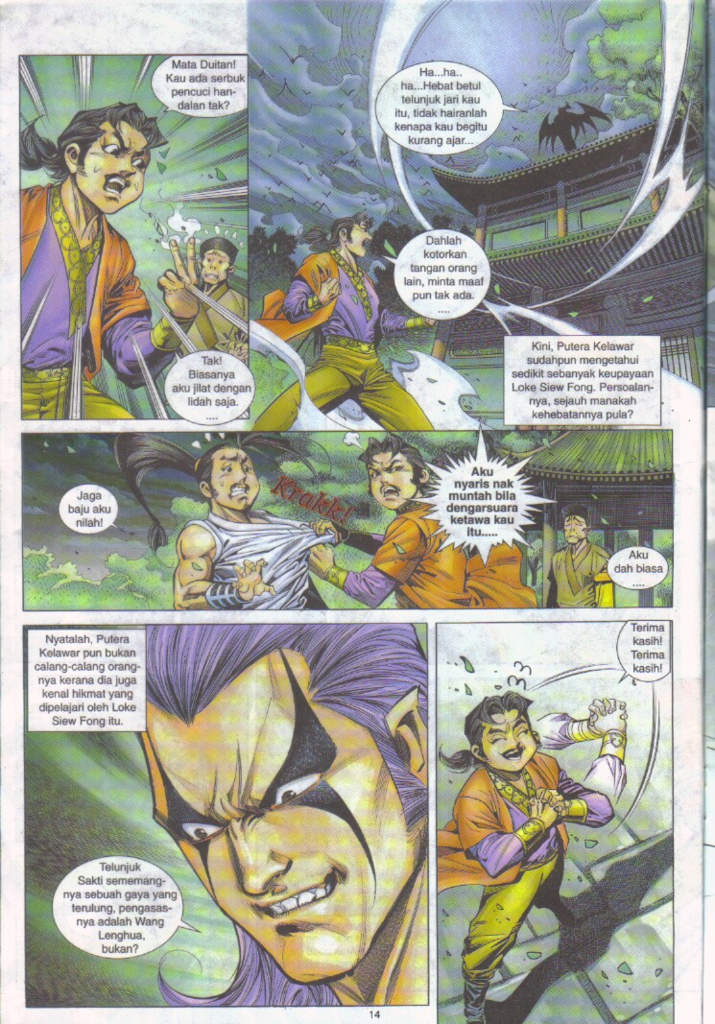 Mata Duitan!
Kau ada serbuk
pencuci han-
dalan tak?
Tak!
Biasanya
aku jilat dengan
lidah saja.
....
Ha...ha..
ha...Hebat betul
telunjuk jari kau
itu, tidak hairanlah
kenapa kau begitu
kurang ajar...
Dahlah
kotorkan
tangan orang
lain, minta maaf
pun tak ada.
....
Kini, Putera Kelawar
sudahpun mengetahui
sedikit sebanyak keupayaan
Loke Siew Fong. Persoalan-
nya, sejauh manakah
kehebatannya pula?
Jaga
baju aku
nilah!
Krakk!
Aku
nyaris nak
muntah bila
dengarsuara
ketawa kau
itu.....
Aku
dah biasa
....
Nyatalah, Putera
Kelawar pun bukan
calang-calang orang-
nya kerana dia juga
kenal hikmat yang
dipelajari oleh Loke
Siew Fong itu.
Telunjuk
Sakti sememang-
nya sebuah gaya yang
terulung, pengasas-
nya adalah Wang
Lenghua,
bukan?
Terima
kasih!
Terima
kasih!
14